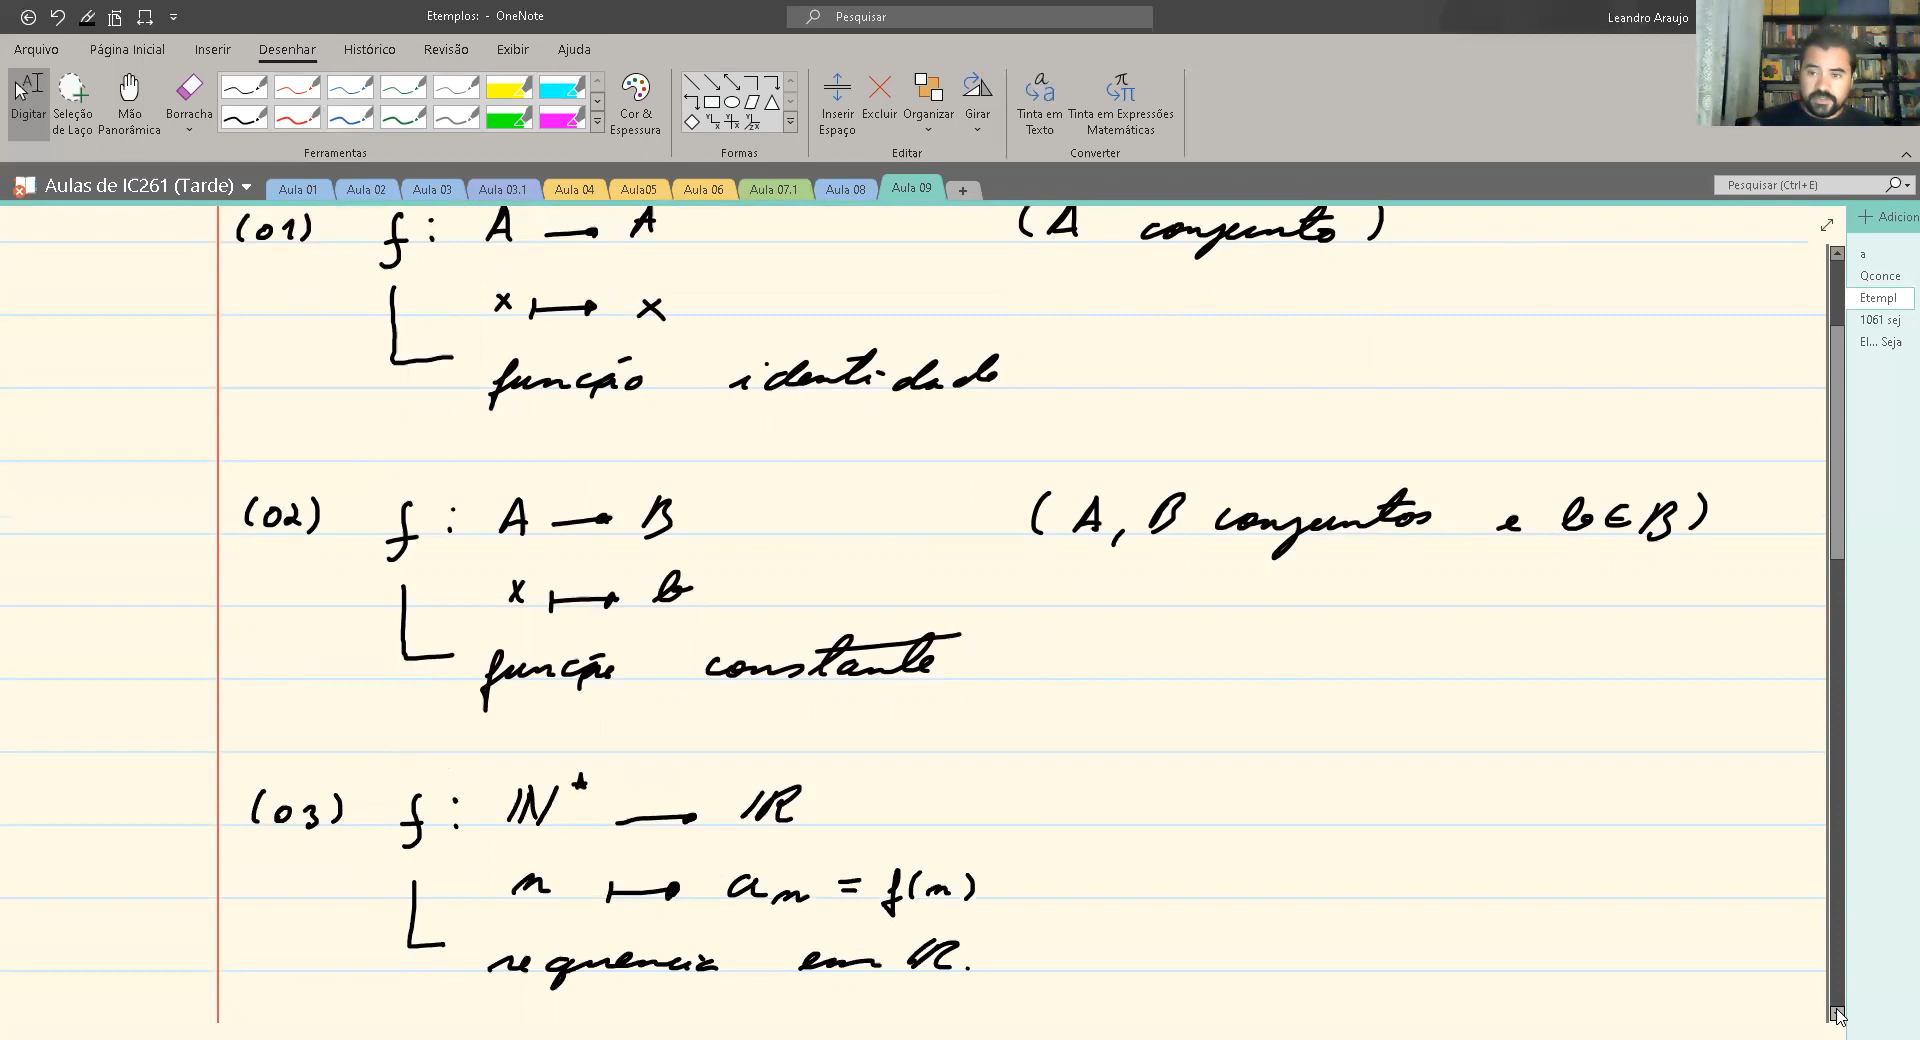 Etemplos: - OneNote
Pesquisar
Leandro Araujo
Arquivo Página Inicial Inserir Desenhar Histórico Revisão Exibir Ajuda
Digitar
Seleção de Laço
Mão Panorâmica
Borracha
Cor & Espessura
Inserir Espaço
Excluir
Organizar
Girar
Tinta em Texto
Tinta em Expressões Matemáticas
Ferramentas
Formas
Editar
Converter
Aulas de IC261 (Tarde)
Aula 01 Aula 02 Aula 03 Aula 03.1 Aula 04 Aula05 Aula 06 Aula 07.1 Aula 08 Aula 09
Pesquisar (Ctrl+E)
Adicion
a
Qconce
Etempl
1061 sej
El... Seja
(01) f : A → A (A conjunto)
x ↦ x
função identidade
(02) f : A → B (A, B conjuntos e b ∈ B)
x ↦ b
função constante
(03) f : ℕ* → ℝ
n ↦ aₙ = f(n)
sequencia em ℝ.